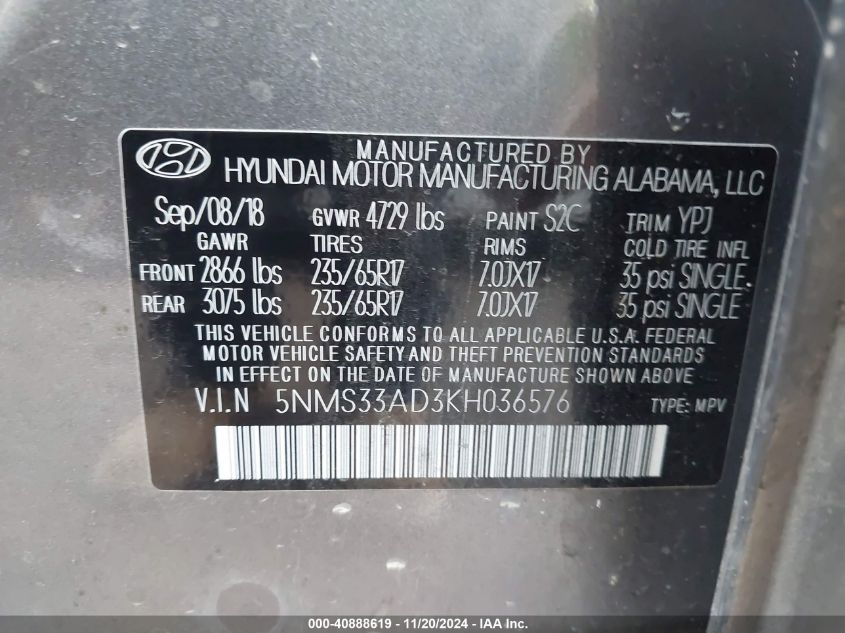 MANUFACTURED BY
HYUNDAI MOTOR MANUFACTURING ALABAMA, LLC
Sep/08/18 GVWR 4729 lbs PAINT S2C TRIM YPJ
GAWR TIRES RIMS COLD TIRE INFL
FRONT 2866 lbs 235/65R17 7.0JX17 35 psi SINGLE
REAR 3075 lbs 235/65R17 7.0JX17 35 psi SINGLE
THIS VEHICLE CONFORMS TO ALL APPLICABLE U.S.A. FEDERAL
MOTOR VEHICLE SAFETY AND THEFT PREVENTION STANDARDS
IN EFFECT ON THE DATE OF MANUFACTURE SHOWN ABOVE.
V.I.N 5NMS33AD3KH036576 TYPE: MPV
000-40888619 - 11/20/2024 - IAA Inc.